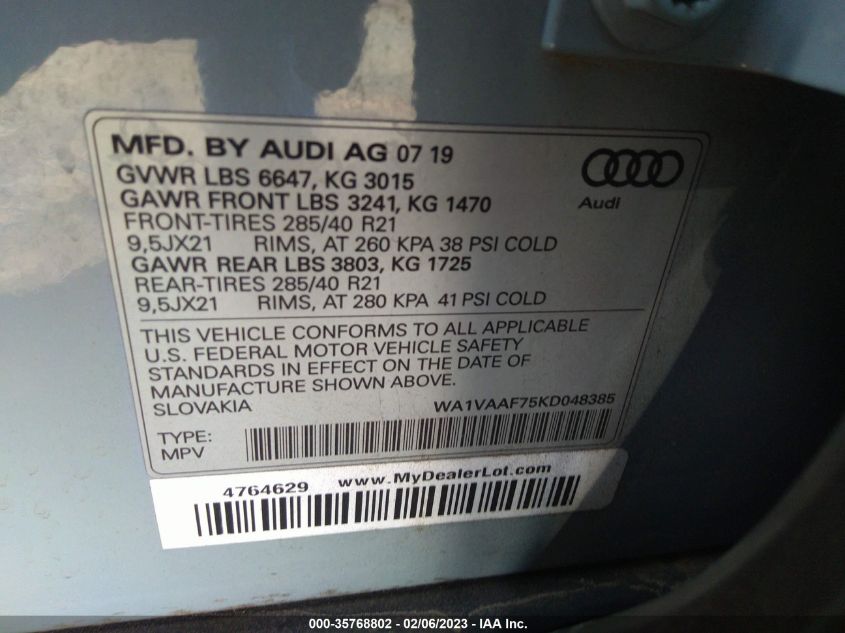 MFD. BY AUDI AG 07 19
GVWR LBS 6647, KG 3015
GAWR FRONT LBS 3241, KG 1470
FRONT-TIRES 285/40 R21
9,5JX21 RIMS, AT 260 KPA 38 PSI COLD
GAWR REAR LBS 3803, KG 1725
REAR-TIRES 285/40 R21
9,5JX21 RIMS, AT 280 KPA 41 PSI COLD
Audi
THIS VEHICLE CONFORMS TO ALL APPLICABLE
U.S. FEDERAL MOTOR VEHICLE SAFETY
STANDARDS IN EFFECT ON THE DATE OF
MANUFACTURE SHOWN ABOVE.
SLOVAKIA WA1VAAF75KD048385
TYPE:
MPV
4764629 www.MyDealerLot.com
000-35768802 - 02/06/2023 - IAA Inc.